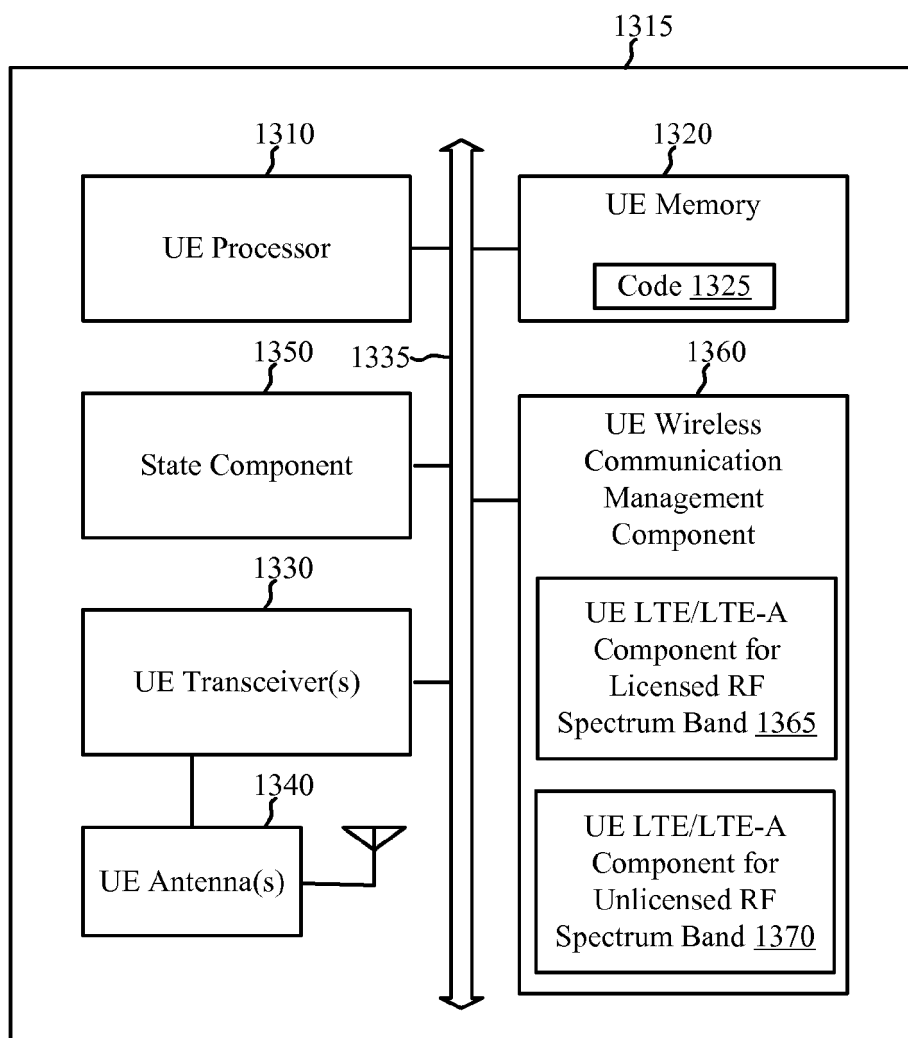 1315
1310
UE Processor
1320
UE Memory
Code 1325
1335
1350
State Component
1360
UE Wireless
Communication
Management
Component
1330
UE Transceiver(s)
UE LTE/LTE-A
Component for
Licensed RF
Spectrum Band 1365
1340
UE Antenna(s)
UE LTE/LTE-A
Component for
Unlicensed RF
Spectrum Band 1370